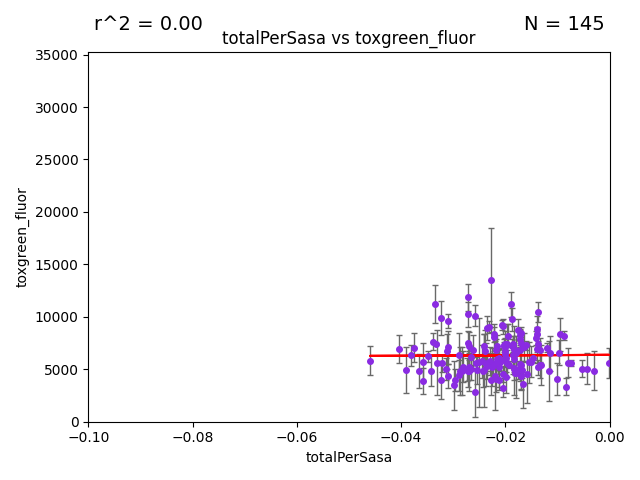 r^2 = 0.00
N = 145
totalPerSasa vs toxgreen_fluor
35000
30000
25000
20000
15000
10000
5000
0
toxgreen_fluor
−0.10
−0.08
−0.06
−0.04
−0.02
0.00
totalPerSasa